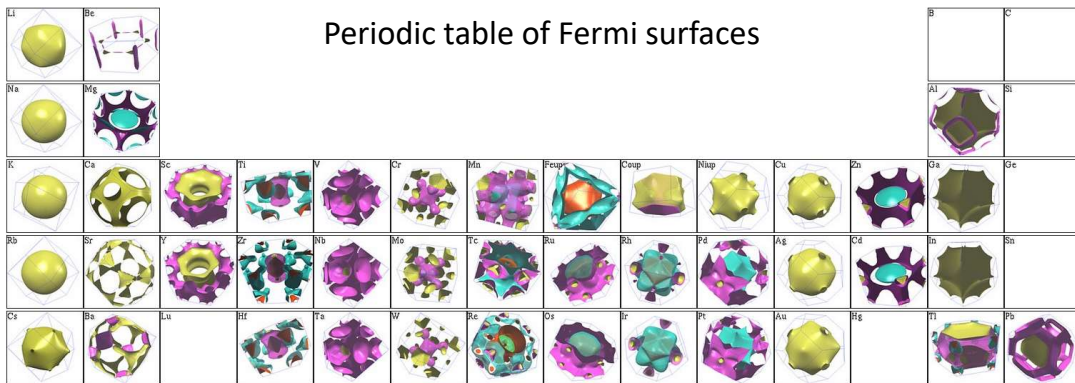 Periodic table of Fermi surfaces
Li Be B C
Na Mg Al Si
K Ca Sc Ti V Cr Mn Feup Coup Niup Cu Zn Ga Ge
Rb Sr Y Zr Nb Mo Tc Ru Rh Pd Ag Cd In Sn
Cs Ba Lu Hf Ta W Re Os Ir Pt Au Hg Tl Pb